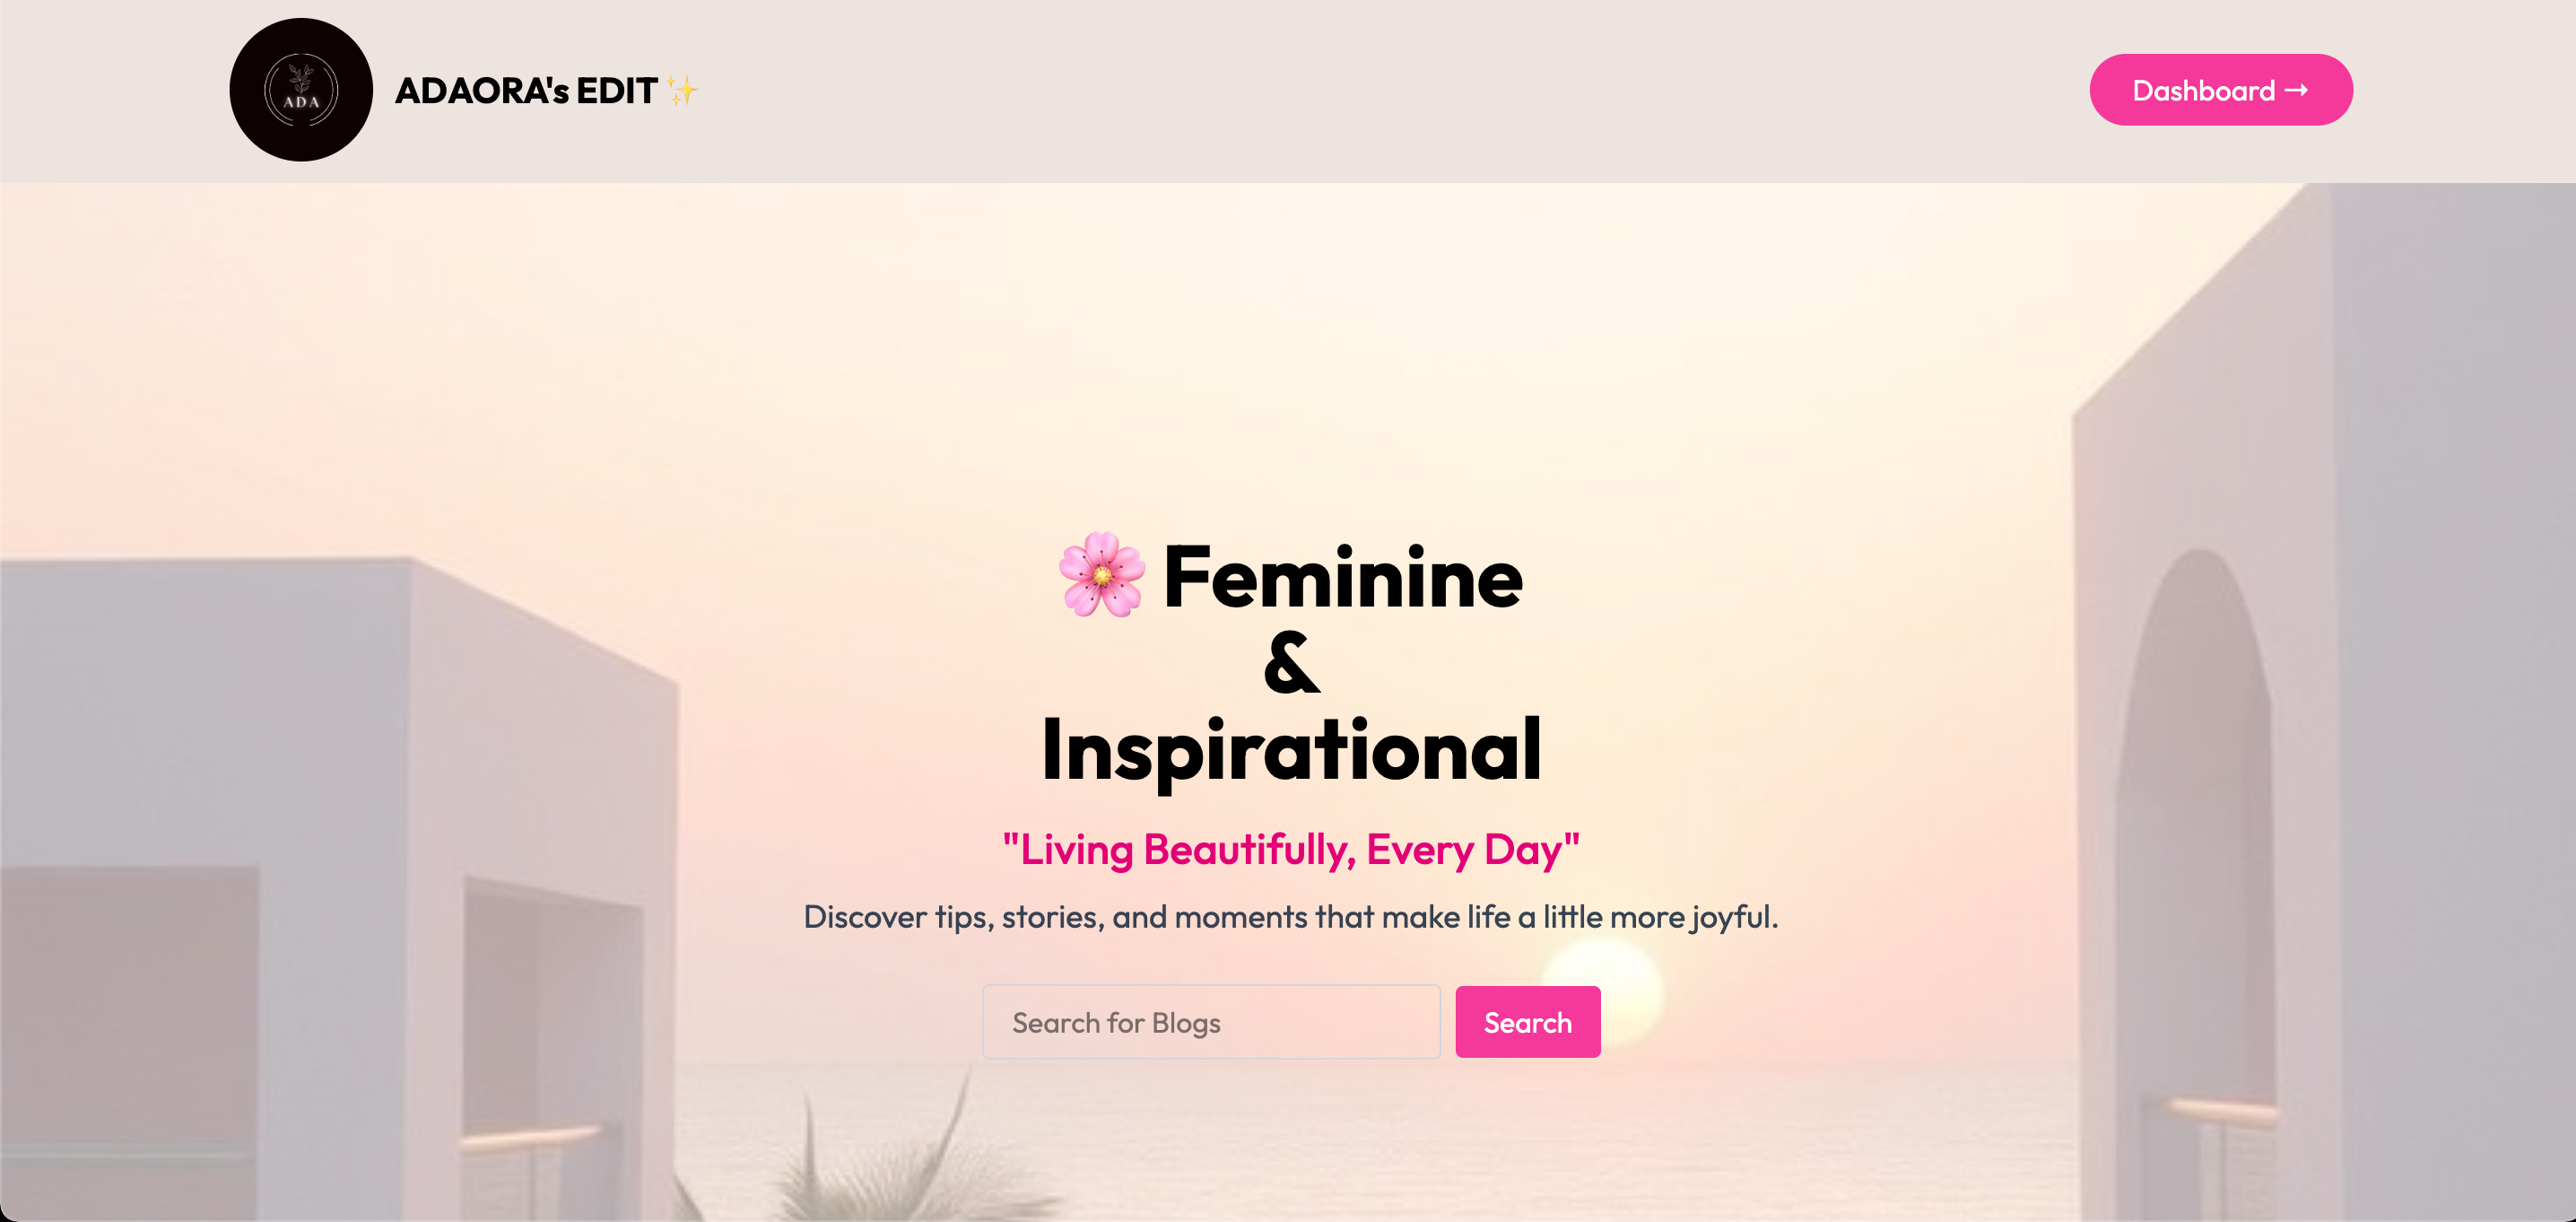 ADA
ADAORA's EDIT ✨
Dashboard →
🌸 Feminine
&
Inspirational
"Living Beautifully, Every Day"
Discover tips, stories, and moments that make life a little more joyful.
Search for Blogs
Search